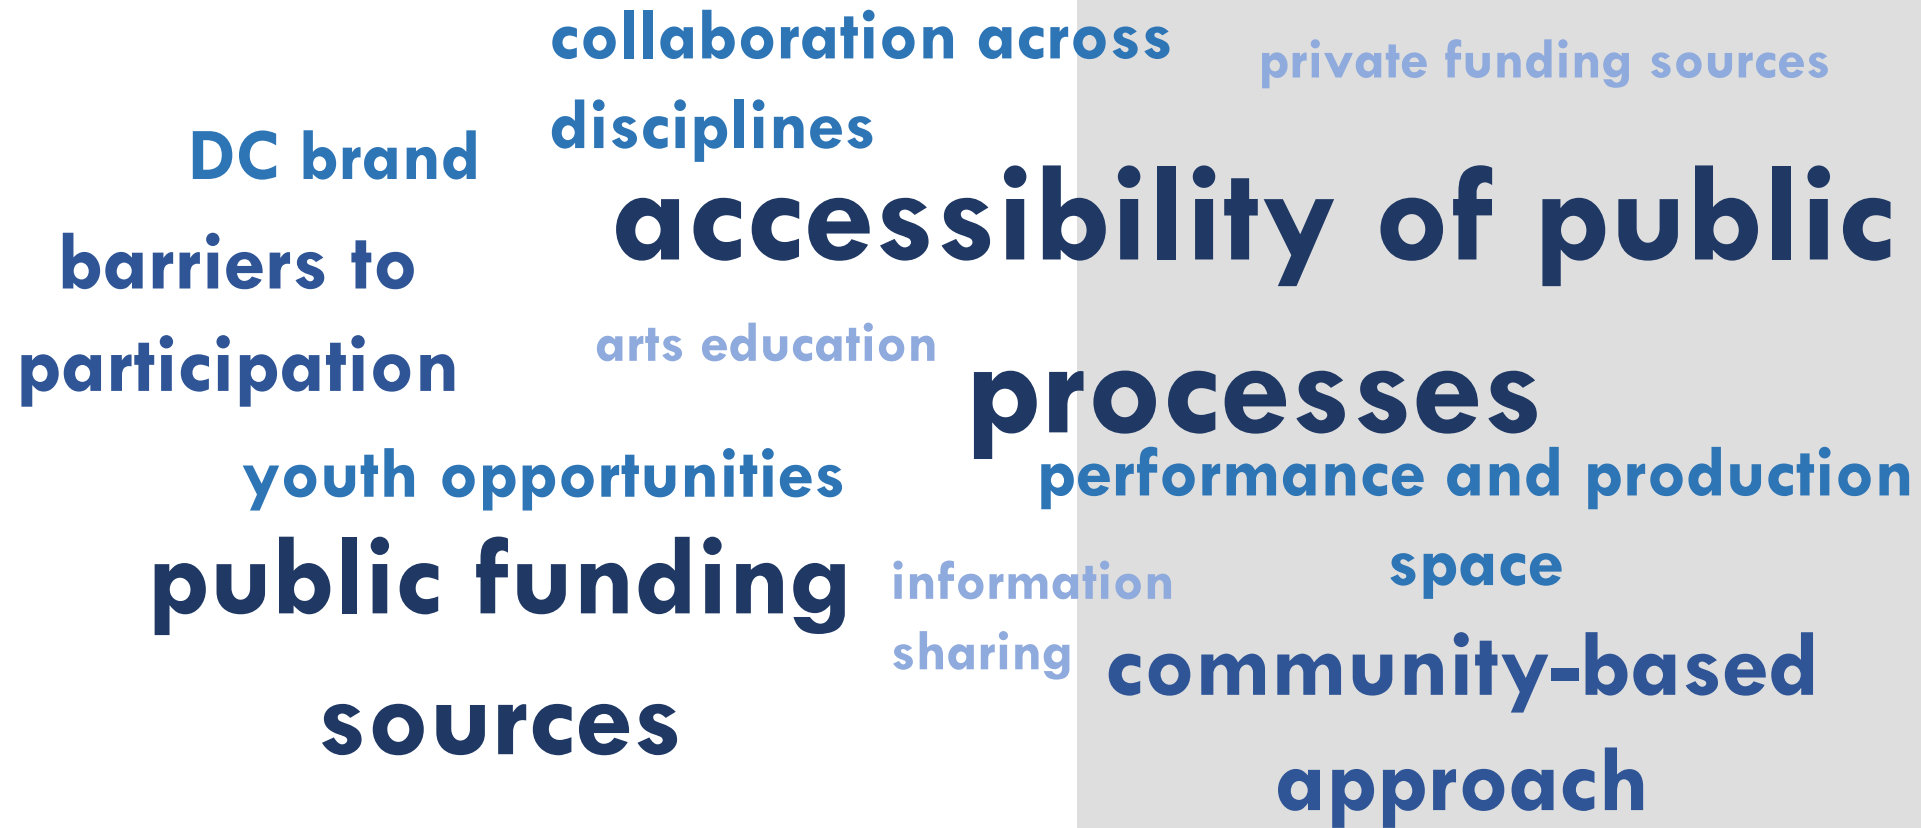 collaboration across
disciplines
private funding sources
DC brand
accessibility of public
processes
barriers to
participation
arts education
youth opportunities
performance and production
space
public funding
sources
information
sharing
community-based
approach